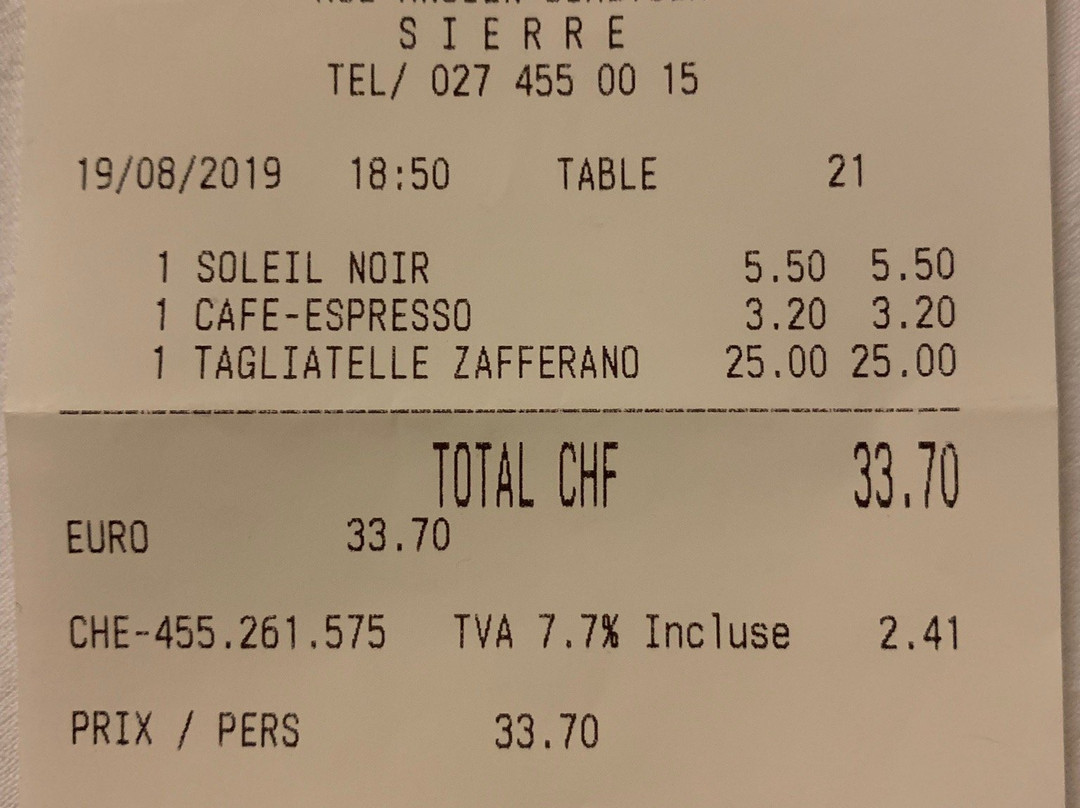 S I E R R E
TEL/ 027 455 00 15
19/08/2019 18:50 TABLE 21
1 SOLEIL NOIR 5.50 5.50
1 CAFE-ESPRESSO 3.20 3.20
1 TAGLIATELLE ZAFFERANO 25.00 25.00
TOTAL CHF 33.70
EURO 33.70
CHE-455.261.575 TVA 7.7% Incluse 2.41
PRIX / PERS 33.70